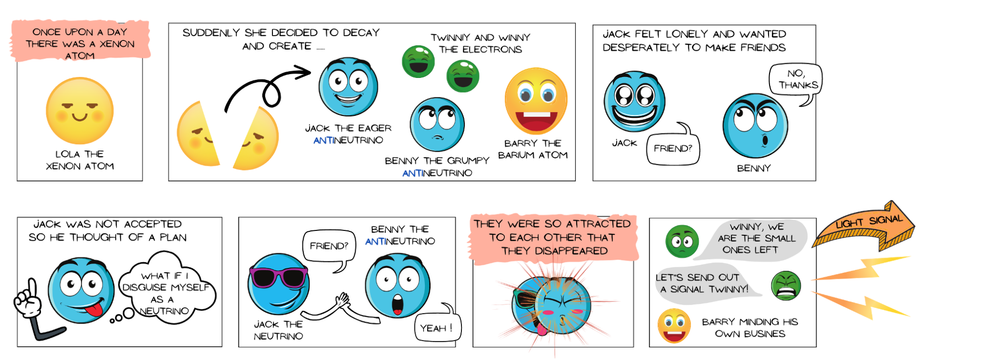 ONCE UPON A DAY
THERE WAS A XENON
ATOM
LOLA THE
XENON ATOM
SUDDENLY SHE DECIDED TO DECAY
AND CREATE .......
JACK THE EAGER
ANTINEUTRINO
TWINNIY AND WINNY
THE ELECTRONS
BENNY THE GRUMPY
ANTINEUTRINO
BARRY THE
BARIUM ATOM
JACK FELT LONELY AND WANTED
DESPERATELY TO MAKE FRIENDS
JACK
FRIEND?
NO,
THANKS
BENNY
JACK WAS NOT ACCEPTED
SO HE THOUGHT OF A PLAN
WHAT IF I
DISGUISE MYSELF
AS A
NEUTRINO
FRIEND?
JACK THE
NEUTRINO
BENNY THE
ANTINEUTRINO
YEAH !
THEY WERE SO ATTRACTED
TO EACH OTHER THAT
THEY DISAPPEARED
WINNY, WE
ARE THE SMALL
ONES LEFT
LET"S SEND OUT
A SIGNAL TWINNY!
BARRY MINDING HIS
OWN BUSINES
LIGHT SIGNAL